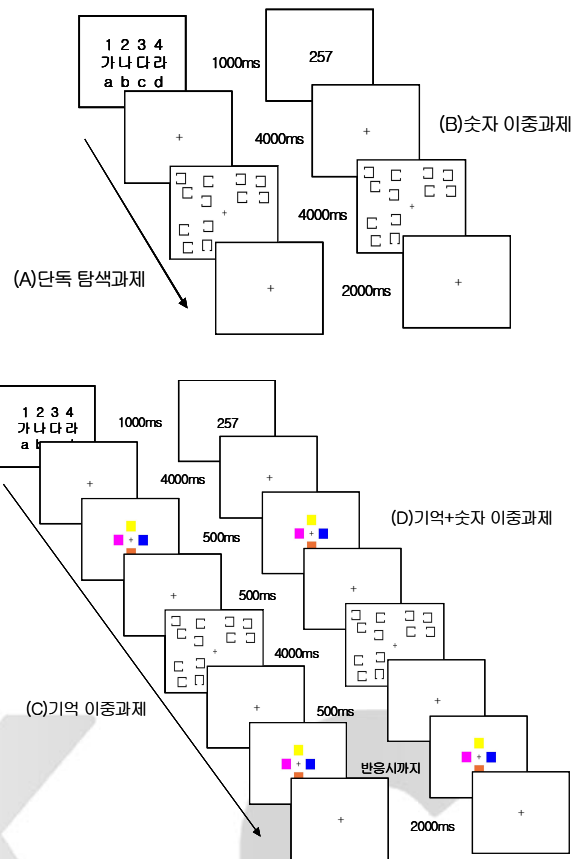 1 2 3 4
가 나 다 라
a b c d
1000ms
257
(B)숫자 이중과제
4000ms
4000ms
(A)단독 탐색과제
2000ms
1 2 3 4
가 나 다 라
a
1000ms
257
4000ms
(D)기억+숫자 이중과제
500ms
500ms
4000ms
(C)기억 이중과제
500ms
반응시까지
2000ms